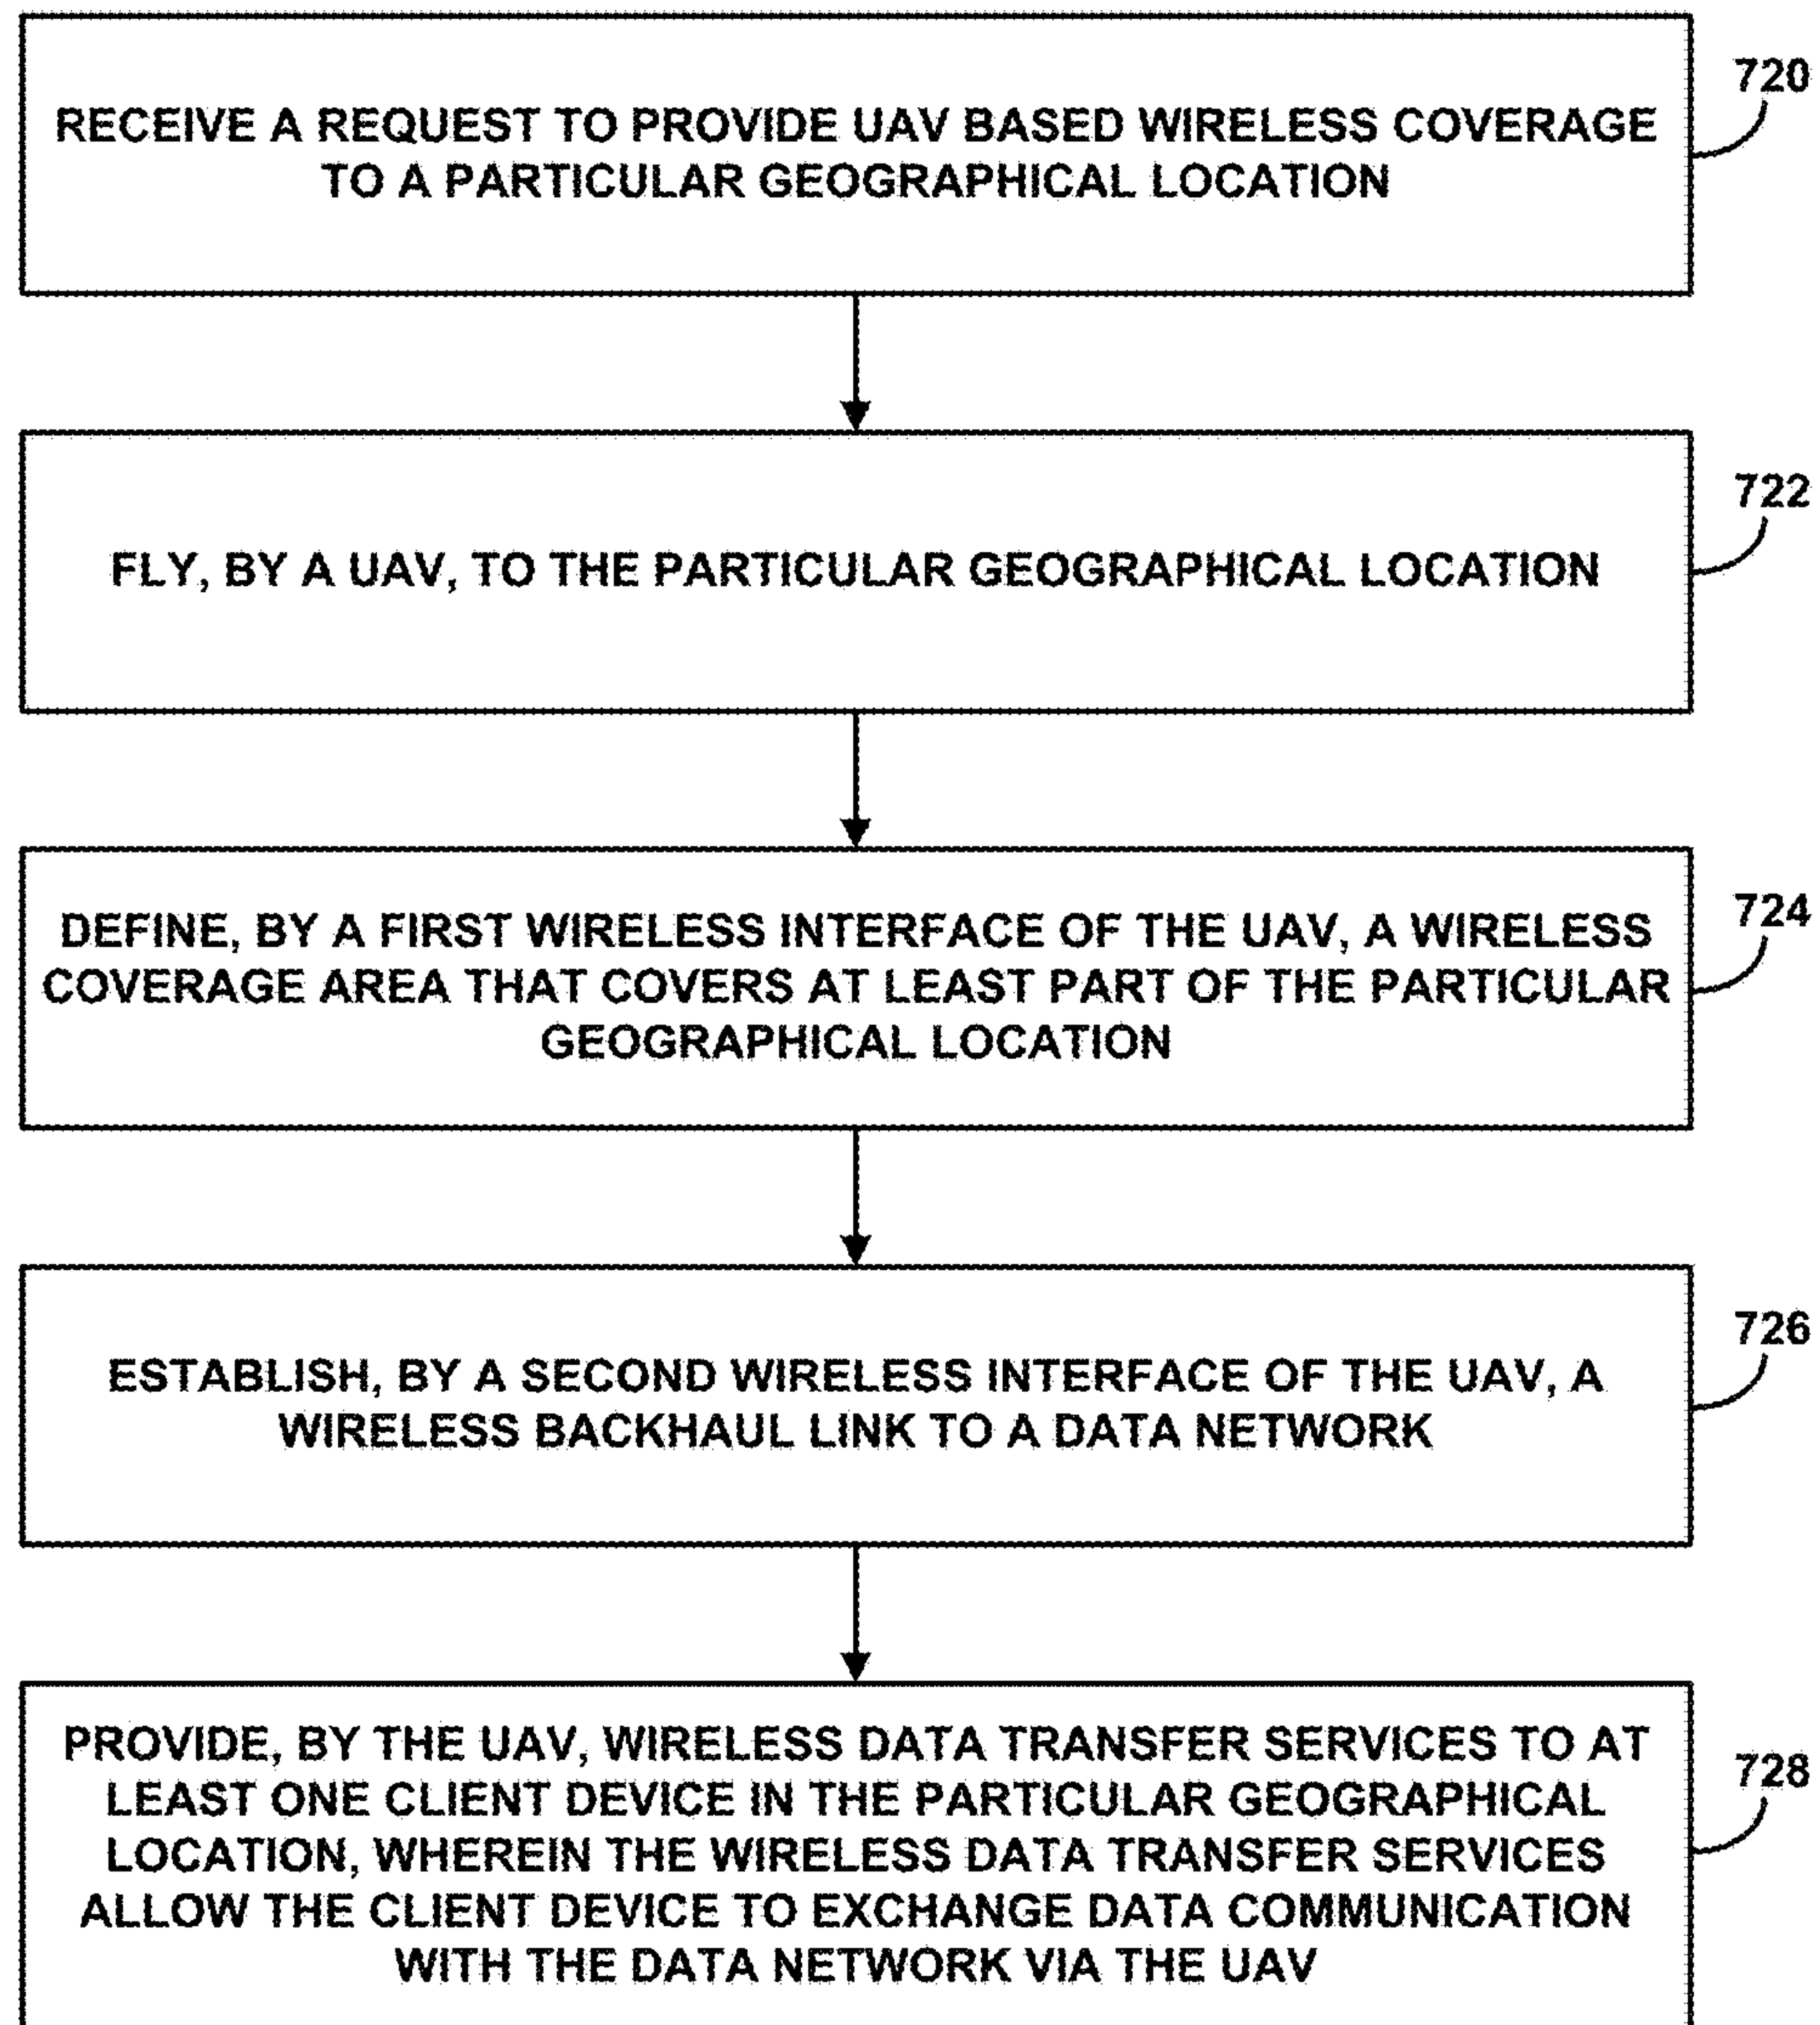 720
RECEIVE A REQUEST TO PROVIDE UAV BASED WIRELESS COVERAGE
TO A PARTICULAR GEOGRAPHICAL LOCATION
722
FLY, BY A UAV, TO THE PARTICULAR GEOGRAPHICAL LOCATION
724
DEFINE, BY A FIRST WIRELESS INTERFACE OF THE UAV, A WIRELESS
COVERAGE AREA THAT COVERS AT LEAST PART OF THE PARTICULAR
GEOGRAPHICAL LOCATION
726
ESTABLISH, BY A SECOND WIRELESS INTERFACE OF THE UAV, A
WIRELESS BACKHAUL LINK TO A DATA NETWORK
728
PROVIDE, BY THE UAV, WIRELESS DATA TRANSFER SERVICES TO AT
LEAST ONE CLIENT DEVICE IN THE PARTICULAR GEOGRAPHICAL
LOCATION, WHEREIN THE WIRELESS DATA TRANSFER SERVICES
ALLOW THE CLIENT DEVICE TO EXCHANGE DATA COMMUNICATION
WITH THE DATA NETWORK VIA THE UAV